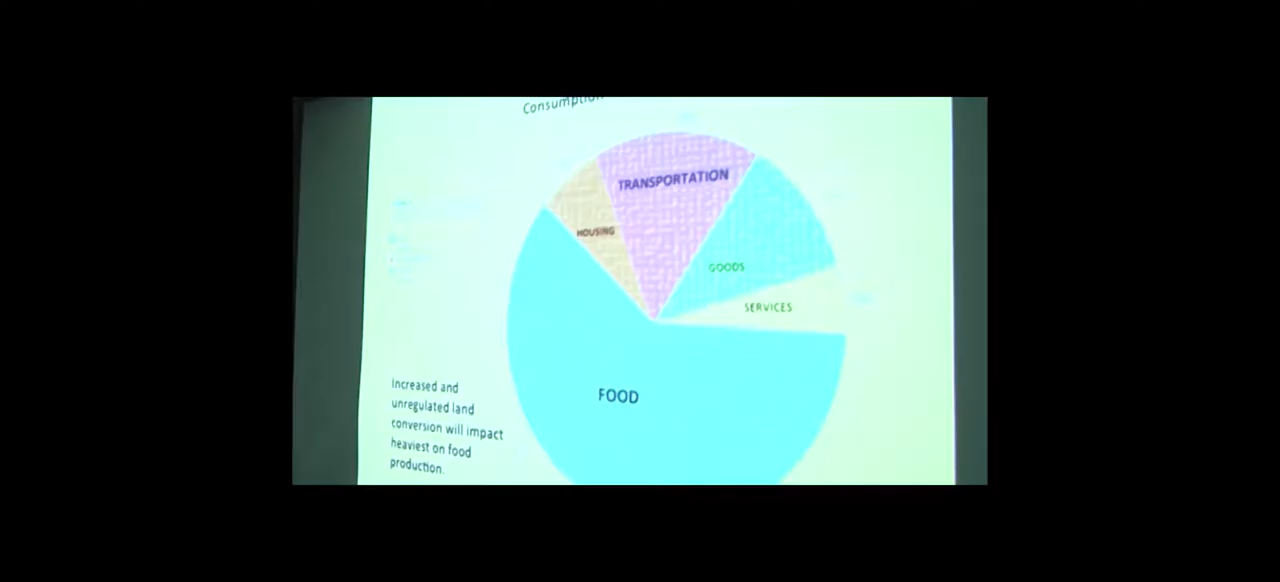 Consumption
TRANSPORTATION
HOUSING
GOODS
SERVICES
FOOD
Increased and
unregulated land
conversion will impact
heaviest on food
production.